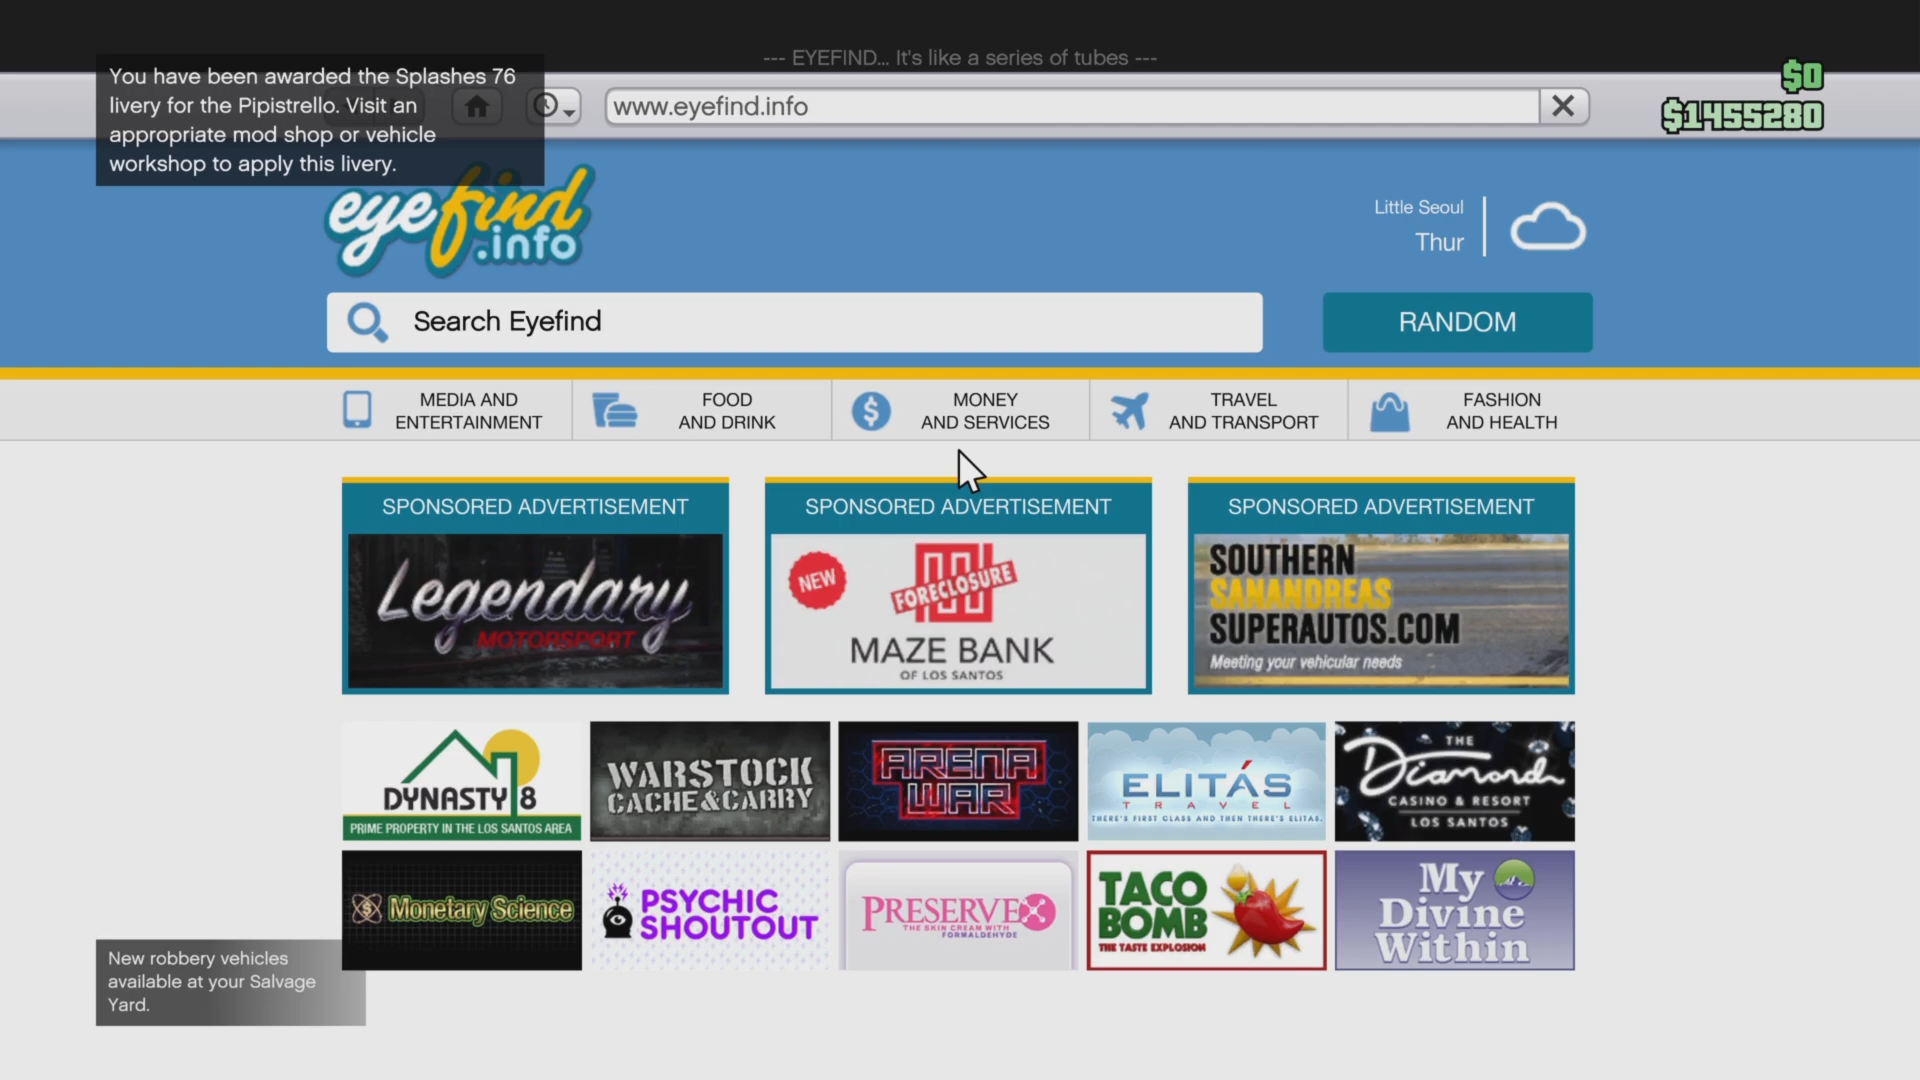 --- EYEFIND... It's like a series of tubes ---
You have been awarded the Splashes 76
livery for the Pipistrello. Visit an
appropriate mod shop or vehicle
workshop to apply this livery.
www.eyefind.info
$0
$1455280
eyefind
.info
Little Seoul
Thur
Search Eyefind
RANDOM
MEDIA AND
ENTERTAINMENT
FOOD
AND DRINK
MONEY
AND SERVICES
TRAVEL
AND TRANSPORT
FASHION
AND HEALTH
SPONSORED ADVERTISEMENT
Legendary
MOTORSPORT
SPONSORED ADVERTISEMENT
NEW
FORECLOSURE
MAZE BANK
OF LOS SANTOS
SPONSORED ADVERTISEMENT
SOUTHERN
SANANDREAS
SUPERAUTOS.COM
Meeting your vehicular needs
DYNASTY 8
PRIME PROPERTY IN THE LOS SANTOS AREA
WARSTOCK
CACHE&CARRY
ARENA
WAR
ELITÁS
TRAVEL
THERE'S FIRST CLASS AND THEN THERE'S ELITAS.
THE
Diamond
CASINO & RESORT
LOS SANTOS
Monetary Science
PSYCHIC
SHOUTOUT
PRESERVEX
THE SKIN CREAM WITH
FORMALDEHYDE
TACO
BOMB
THE TASTE EXPLOSION
My
Divine
Within
New robbery vehicles
available at your Salvage
Yard.